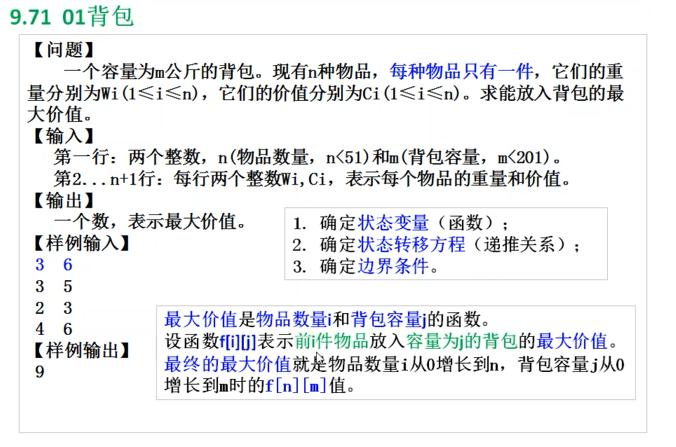 9.71 01背包
【问题】
一个容量为m公斤的背包。现有n种物品，每种物品只有一件，它们的重
量分别为Wi(1≤i≤n)，它们的价值分别为Ci(1≤i≤n)。求能放入背包的最
大价值。
【输入】
第一行：两个整数，n(物品数量，n<51)和m(背包容量，m<201)。
第2...n+1行：每行两个整数Wi,Ci，表示每个物品的重量和价值。
【输出】
一个数，表示最大价值。
【样例输入】
3 6
3 5
2 3
4 6
【样例输出】
9
1. 确定状态变量（函数）；
2. 确定状态转移方程（递推关系）；
3. 确定边界条件。
最大价值是物品数量i和背包容量j的函数。
设函数f[i][j]表示前i件物品放入容量为j的背包的最大价值。
最终的最大价值就是物品数量i从0增长到n，背包容量j从0
增长到m时的f[n][m]值。